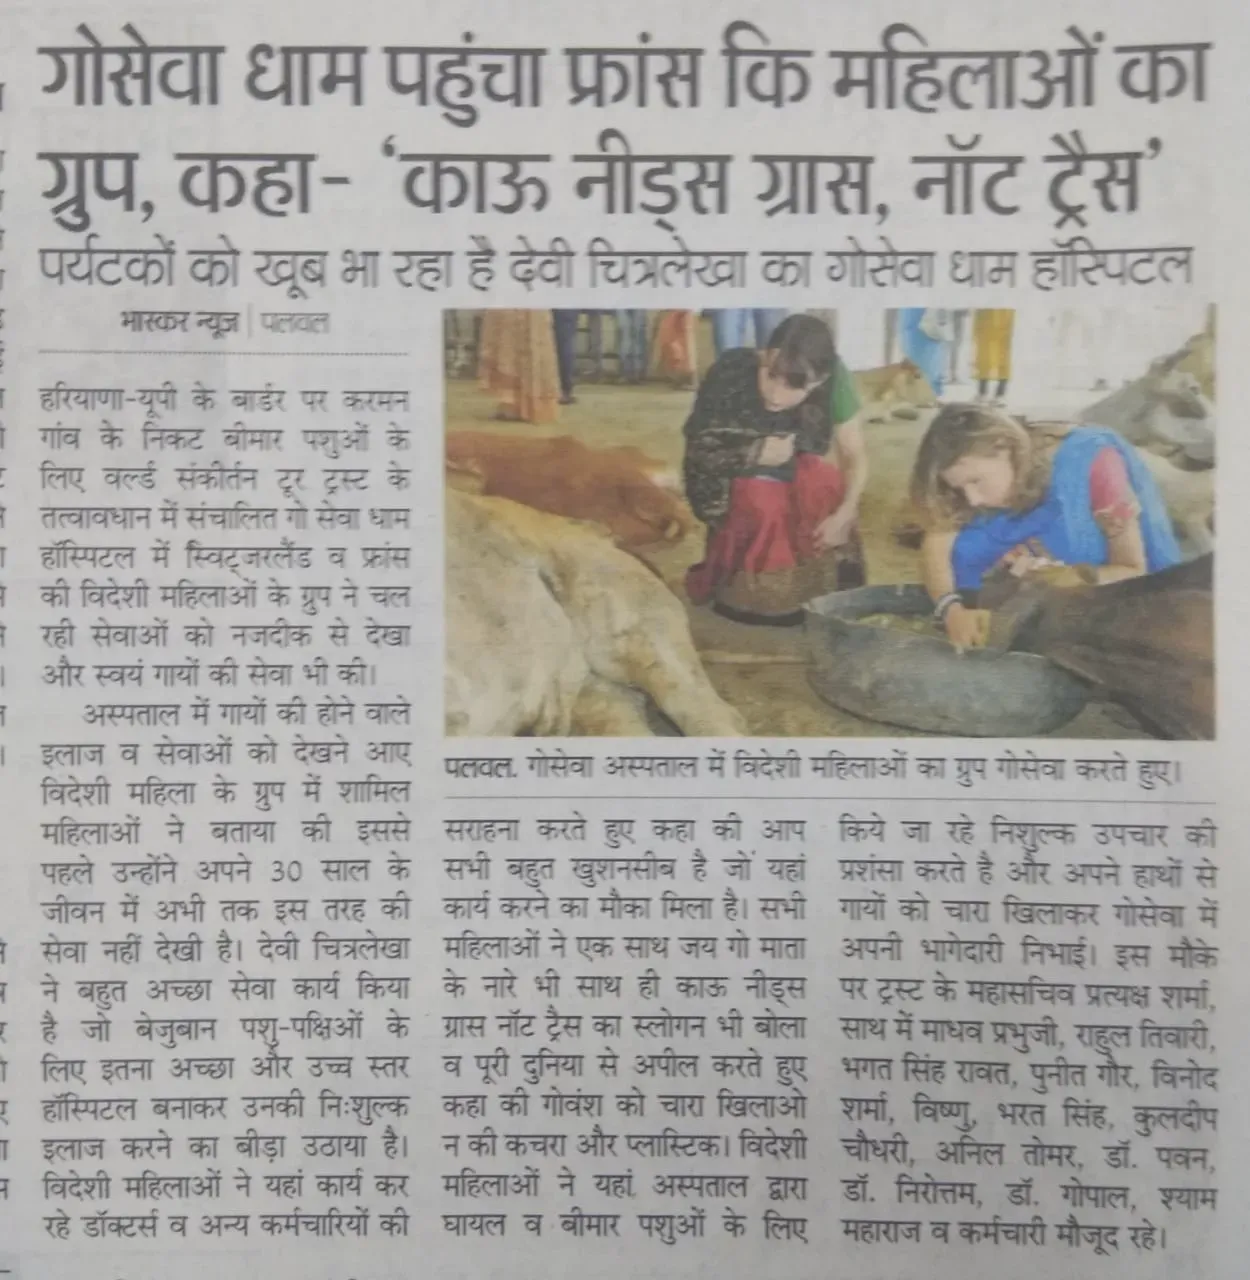 गोसेवा धाम पहुंचा फ्रांस कि महिलाओं का
ग्रुप, कहा- ‘काऊ नीड्स ग्रास, नॉट ट्रैस’
पर्यटकों को खूब भा रहा है देवी चित्रलेखा का गोसेवा धाम हॉस्पिटल
भास्कर न्यूज | पलवल
हरियाणा-यूपी के बार्डर पर करमन
गांव के निकट बीमार पशुओं के
लिए वर्ल्ड संकीर्तन टूर ट्रस्ट के
तत्वावधान में संचालित गो सेवा धाम
हॉस्पिटल में स्विट्जरलैंड व फ्रांस
की विदेशी महिलाओं के ग्रुप ने चल
रही सेवाओं को नजदीक से देखा
और स्वयं गायों की सेवा भी की।
अस्पताल में गायों की होने वाले
इलाज व सेवाओं को देखने आए
विदेशी महिला के ग्रुप में शामिल
महिलाओं ने बताया की इससे
पहले उन्होंने अपने 30 साल के
जीवन में अभी तक इस तरह की
सेवा नहीं देखी है। देवी चित्रलेखा
ने बहुत अच्छा सेवा कार्य किया
है जो बेजुबान पशु-पक्षिओं के
लिए इतना अच्छा और उच्च स्तर
हॉस्पिटल बनाकर उनकी निःशुल्क
इलाज करने का बीड़ा उठाया है।
विदेशी महिलाओं ने यहां कार्य कर
रहे डॉक्टर्स व अन्य कर्मचारियों की
पलवल. गोसेवा अस्पताल में विदेशी महिलाओं का ग्रुप गोसेवा करते हुए।
सराहना करते हुए कहा की आप
सभी बहुत खुशनसीब है जों यहां
कार्य करने का मौका मिला है। सभी
महिलाओं ने एक साथ जय गो माता
के नारे भी साथ ही काऊ नीड्स
ग्रास नॉट ट्रैस का स्लोगन भी बोला
व पूरी दुनिया से अपील करते हुए
कहा की गोवंश को चारा खिलाओ
न की कचरा और प्लास्टिक। विदेशी
महिलाओं ने यहां अस्पताल द्वारा
घायल व बीमार पशुओं के लिए
किये जा रहे निशुल्क उपचार की
प्रशंसा करते है और अपने हाथों से
गायों को चारा खिलाकर गोसेवा में
अपनी भागेदारी निभाई। इस मौके
पर ट्रस्ट के महासचिव प्रत्यक्ष शर्मा,
साथ में माधव प्रभुजी, राहुल तिवारी,
भगत सिंह रावत, पुनीत गौर, विनोद
शर्मा, विष्णु, भरत सिंह, कुलदीप
चौधरी, अनिल तोमर, डॉ. पवन,
डॉ. निरोत्तम, डॉ. गोपाल, श्याम
महाराज व कर्मचारी मौजूद रहे।